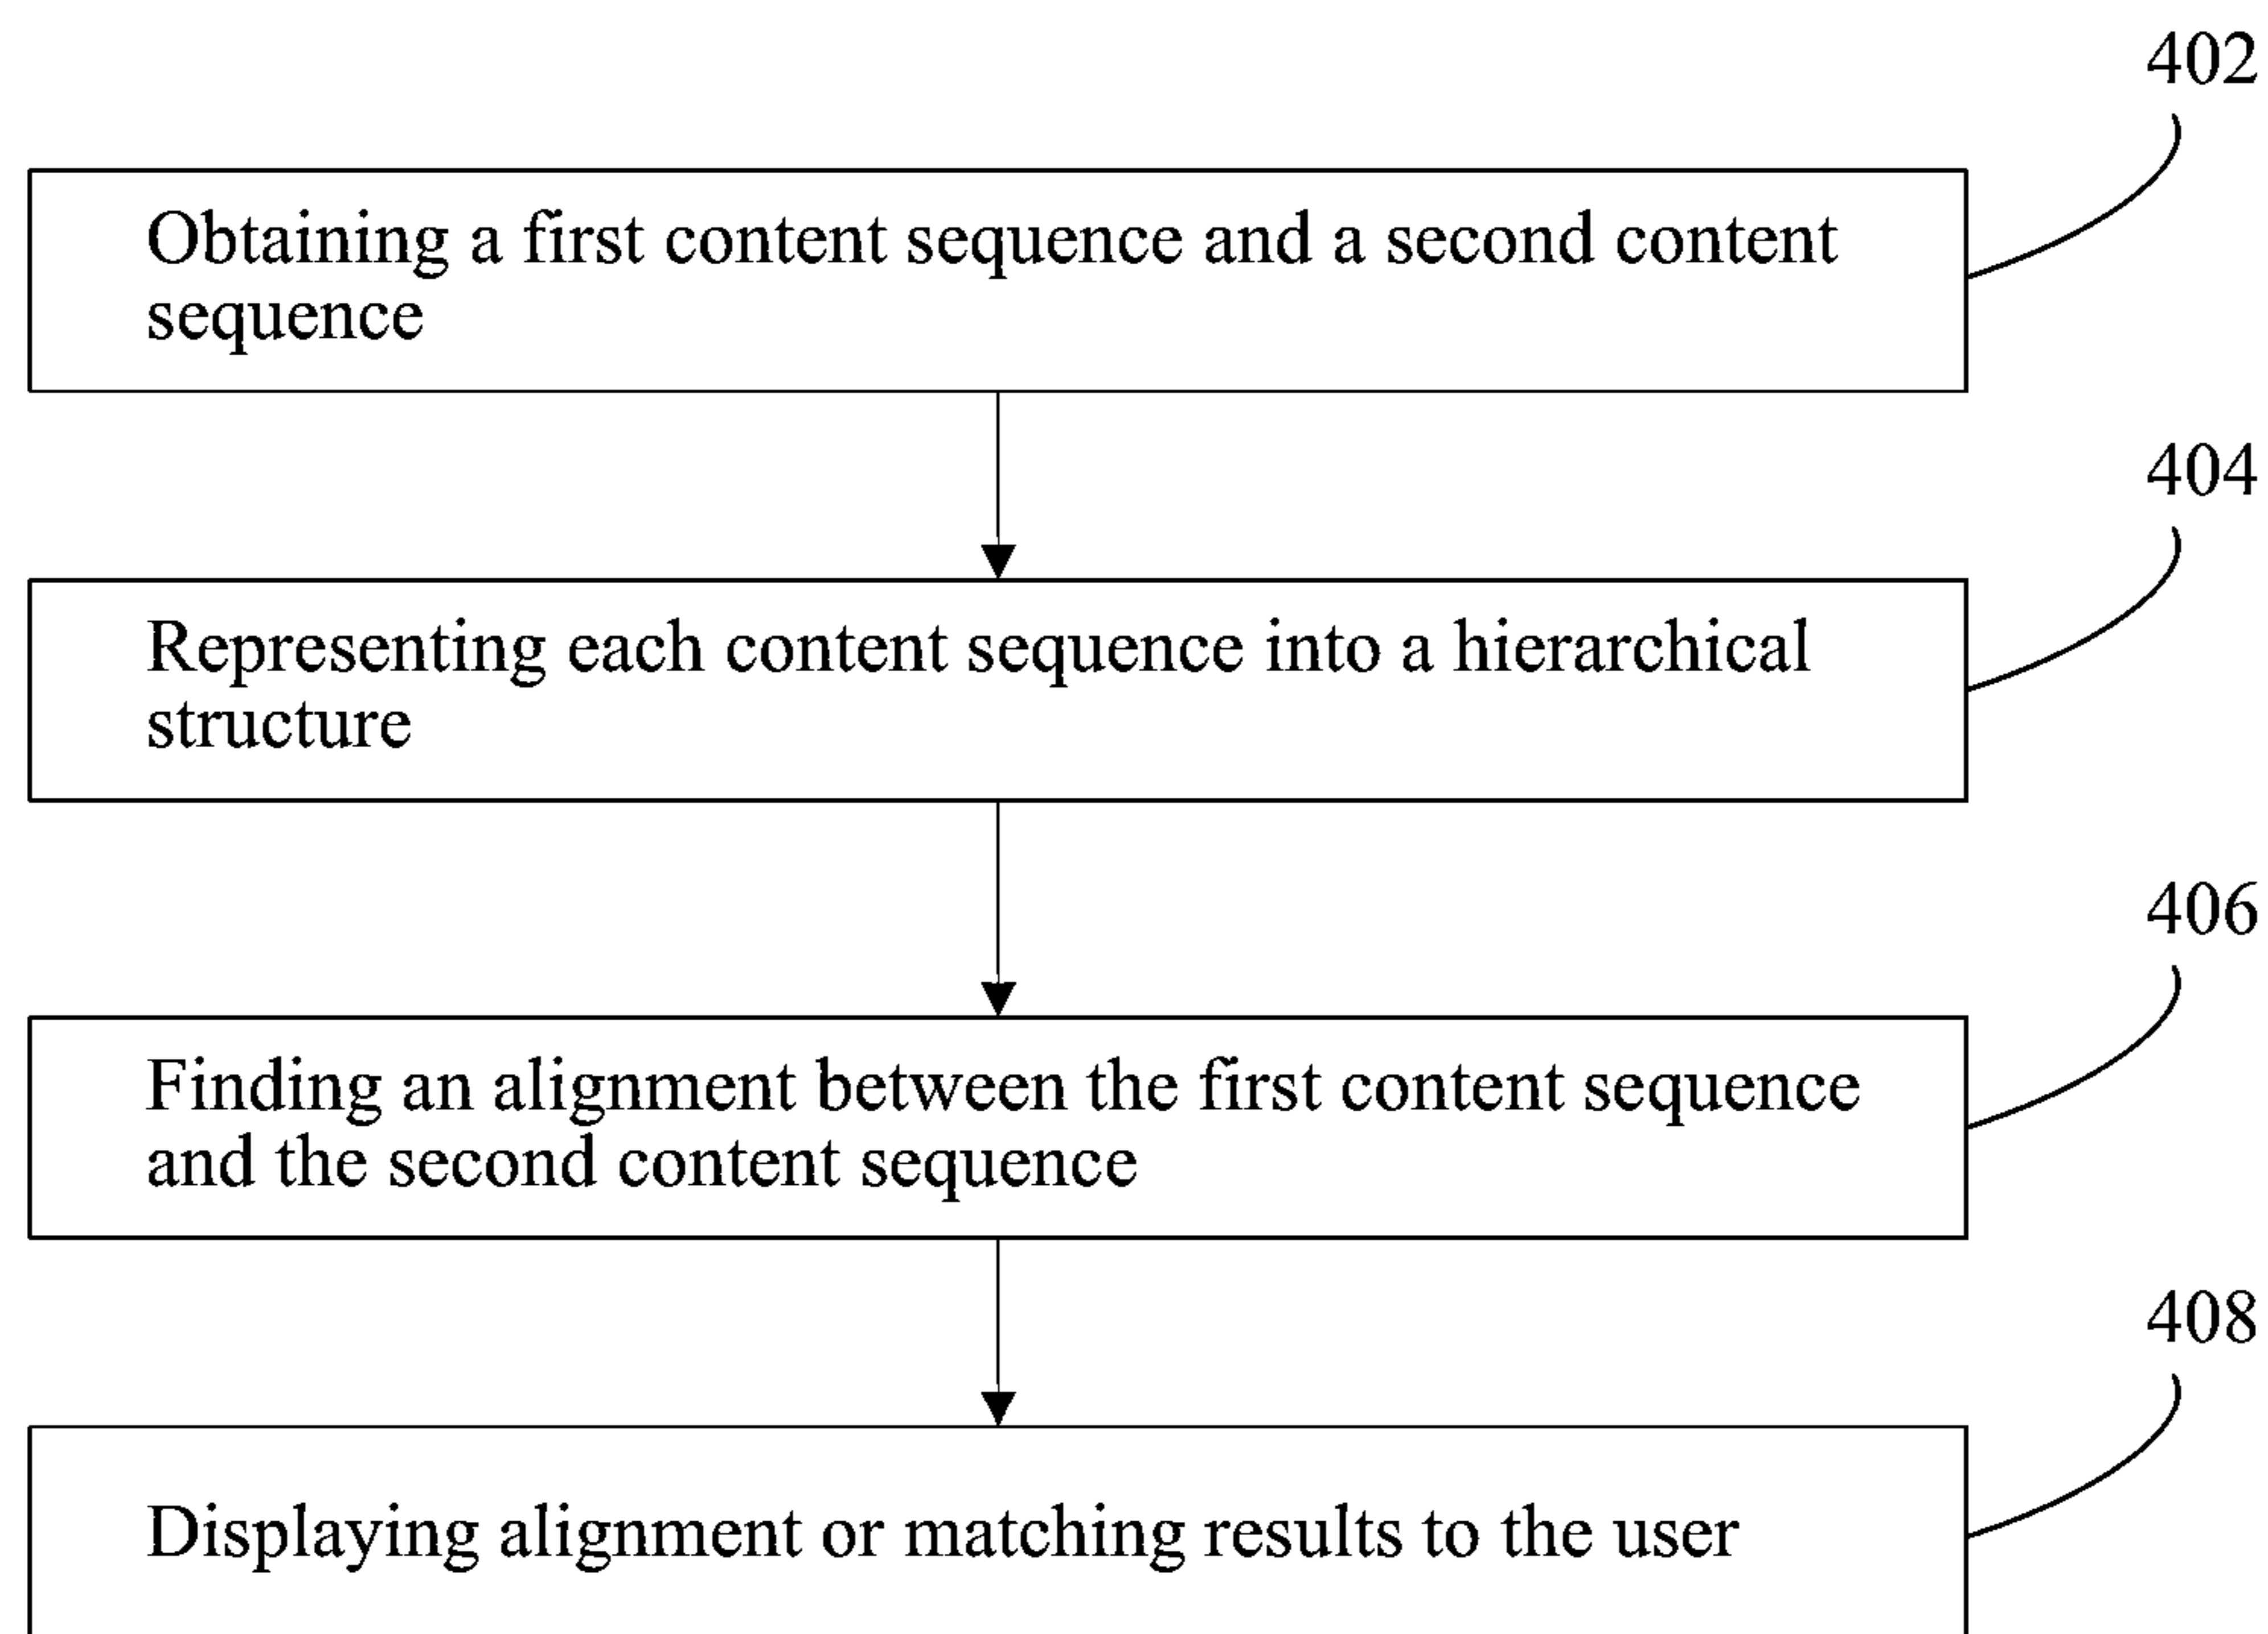 402
Obtaining a first content sequence and a second content
sequence
404
Representing each content sequence into a hierarchical
structure
406
Finding an alignment between the first content sequence
and the second content sequence
408
Displaying alignment or matching results to the user